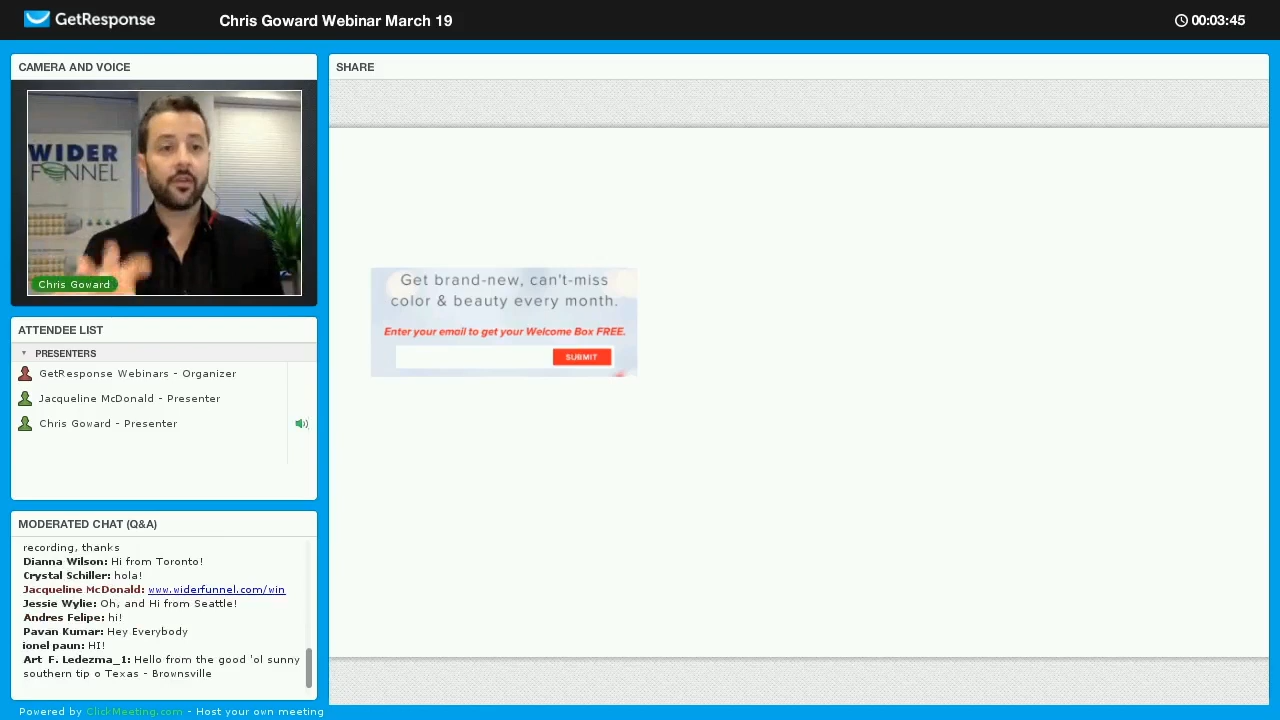 GetResponse
Chris Goward Webinar March 19
00:03:45
CAMERA AND VOICE
WIDER
FUNNEL
Chris Goward
ATTENDEE LIST
PRESENTERS
GetResponse Webinars - Organizer
Jacqueline McDonald - Presenter
Chris Goward - Presenter
MODERATED CHAT (Q&A)
recording, thanks
Dianna Wilson: Hi from Toronto!
Crystal Schiller: hola!
Jacqueline McDonald: www.widerfunnel.com/win
Jessie Wylie: Oh, and Hi from Seattle!
Andres Felipe: hi!
Pavan Kumar: Hey Everybody
ionel paun: HI!
Art F. Ledezma_1: Hello from the good 'ol sunny
southern tip o Texas - Brownsville
Powered by ClickMeeting.com - Host your own meeting
SHARE
Get brand-new, can't-miss
color & beauty every month.
Enter your email to get your Welcome Box FREE.
SUBMIT